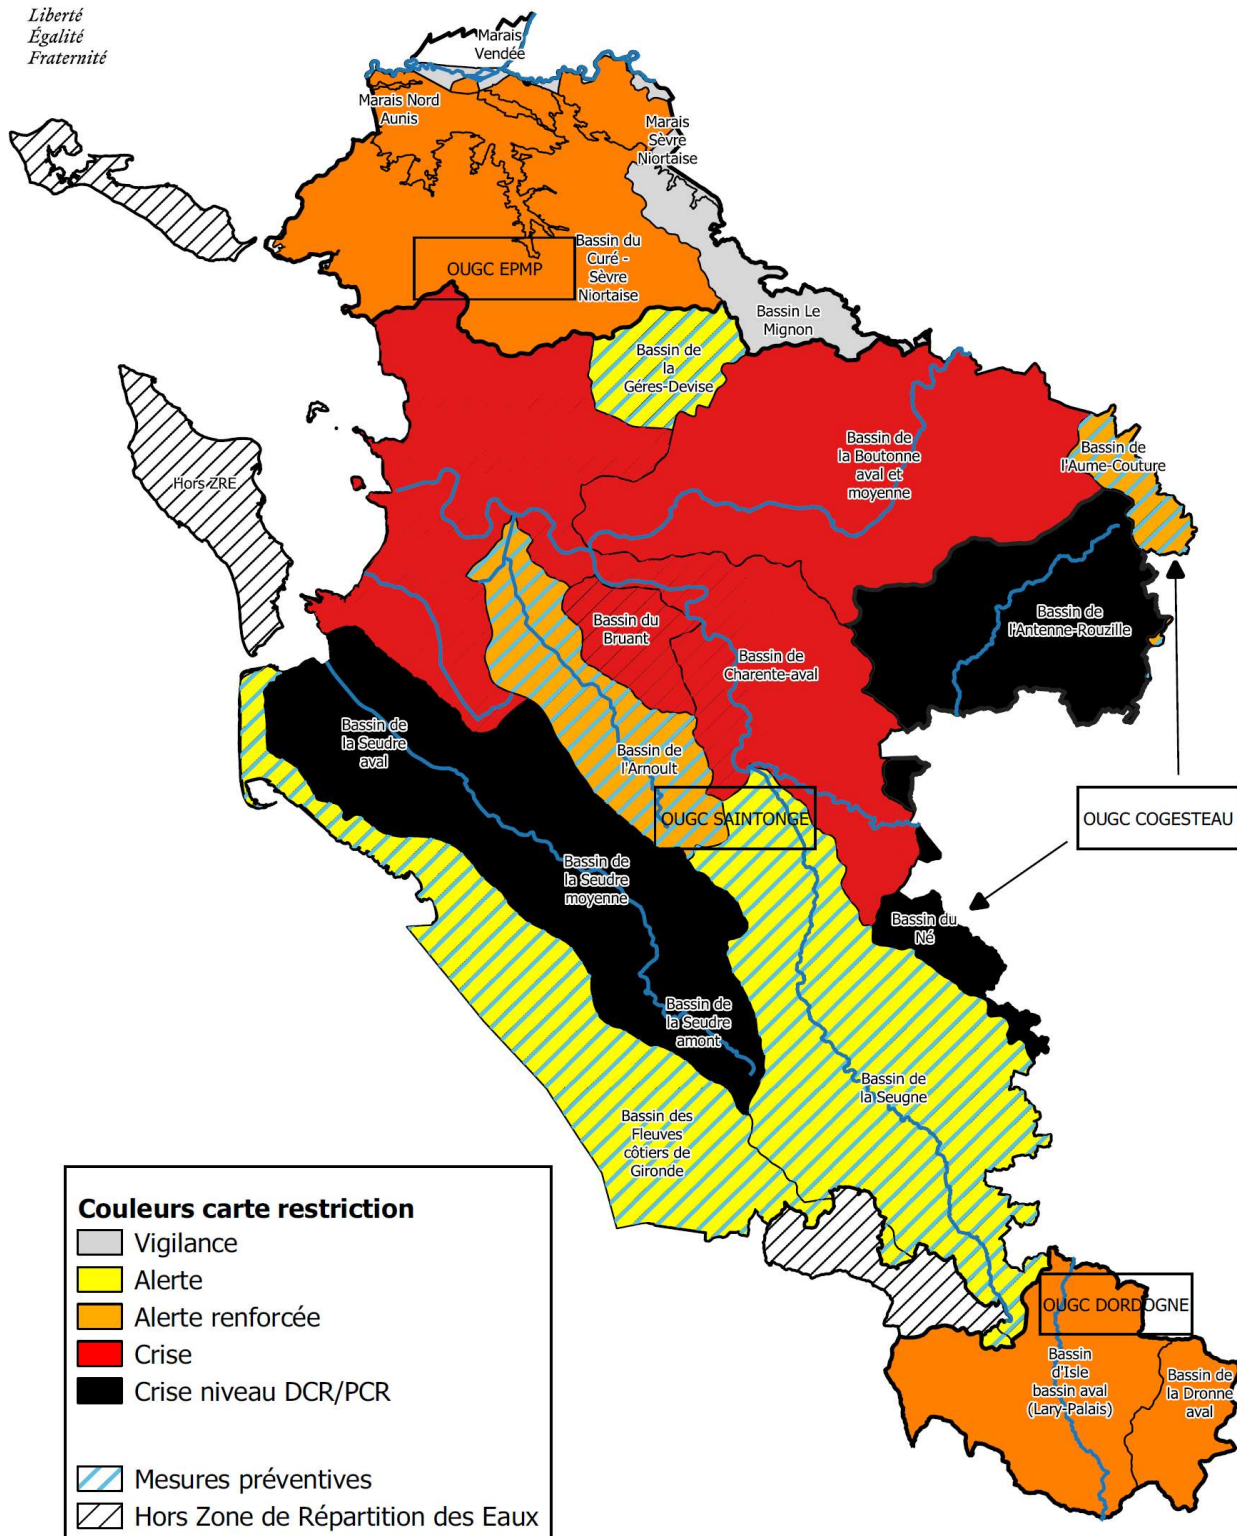 Liberté
Égalité
Fraternité
Marais
Vendée
Marais Nord
Aunis
Marais
Sèvre
Niortaise
Bassin du
Curé -
Sèvre
Niortaise
OUGC EPMP
Bassin Le
Mignon
Bassin de
la
Géres-Devise
Hors ZRE
Bassin de
la Boutonne
aval et
moyenne
Bassin de
l'Aume-Couture
Bassin du
Bruant
Bassin de
l'Antenne-Rouzille
Bassin de
Charente-aval
Bassin de
la Seudre
aval
Bassin de
l'Arnoult
OUGC SAINTONGE
OUGC COGESTEAU
Bassin de
la Seudre
moyenne
Bassin du
Né
Bassin de
la Seudre
amont
Bassin de
la Seugne
Bassin des
Fleuves
côtiers de
Gironde
OUGC DORDOGNE
Bassin
d'Isle
bassin aval
(Lary-Palais)
Bassin de
la Dronne
aval
Couleurs carte restriction
Vigilance
Alerte
Alerte renforcée
Crise
Crise niveau DCR/PCR
Mesures préventives
Hors Zone de Répartition des Eaux